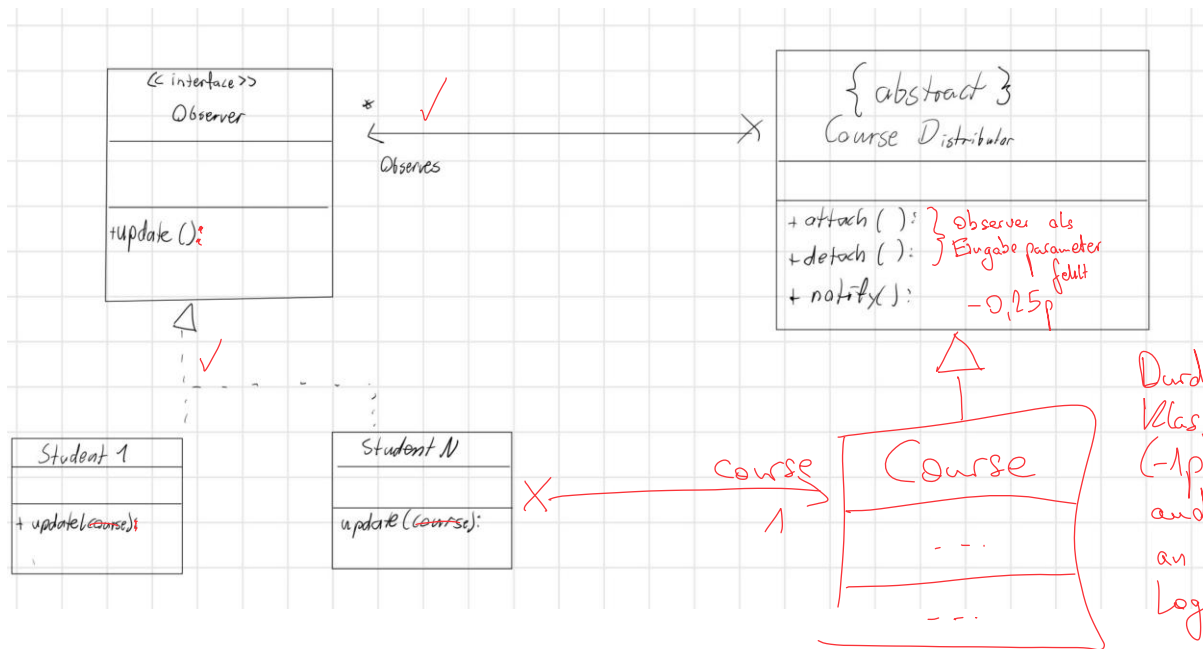 << interface >>
Observer
+update ():
*
Observes
{ abstract }
Course Distributor
+ attach ( ):
+ detach ( ):
+ notify( ):
} Observer als
} Eingabeparameter
fehlt
-0,25p
Student 1
+ update(course):
Student N
update (course):
course
1
Course
- - -
- - -
Durd
Klas
(-1p
and
an
Log